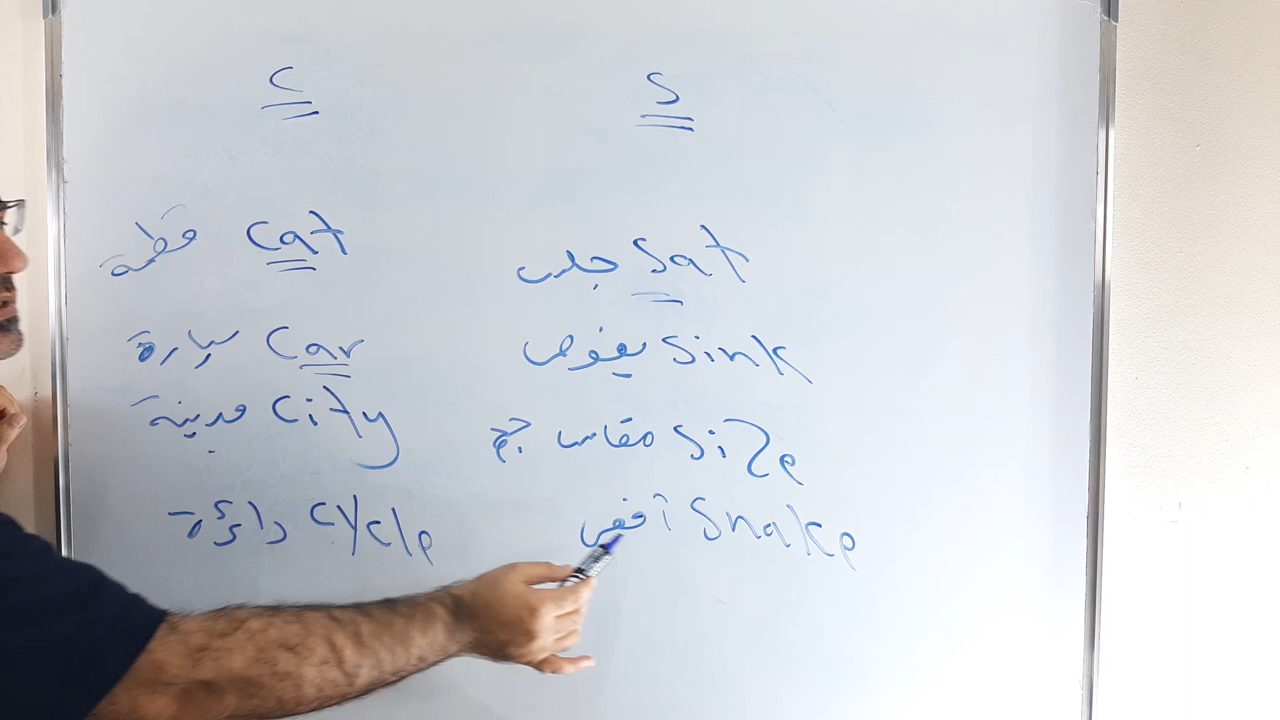 C
S
Cat قطة
Sat جلس
Car سيارة
Sink يغوص
City مدينة
Size مقاس حجم
Cycle دائرة
Snake أفعى